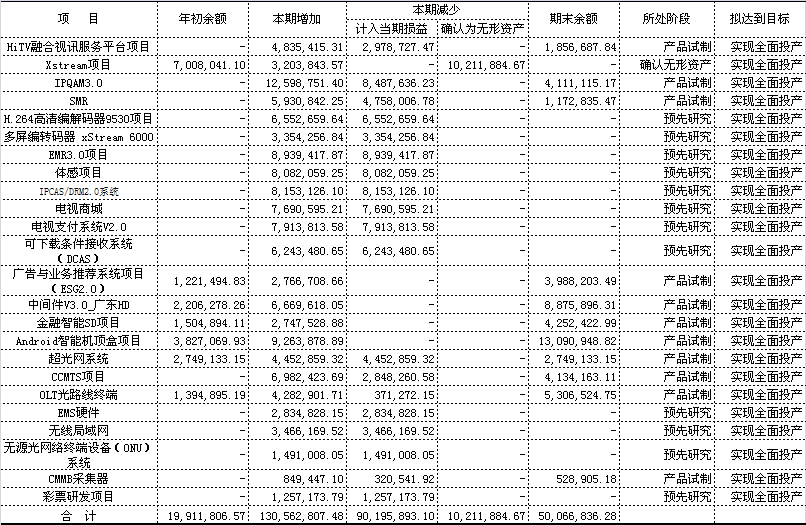 项　目 年初余额 本期增加 本期减少 期末余额 所处阶段 拟达到目标
计入当期损益 确认为无形资产
HiTV融合视讯服务平台项目 - 4,835,415.31 2,978,727.47 - 1,856,687.84 产品试制 实现全面投产
Xstream项目 7,008,041.10 3,203,843.57 - 10,211,884.67 - 确认无形资产 实现全面投产
IPQAM3.0 - 12,598,751.40 8,487,636.23 - 4,111,115.17 产品试制 实现全面投产
SMR - 5,930,842.25 4,758,006.78 - 1,172,835.47 产品试制 实现全面投产
H.264高清编解码器9530项目 - 6,552,659.64 6,552,659.64 - - 预先研究 实现全面投产
多屏编转码器 xStream 6000 - 3,354,256.84 3,354,256.84 - - 预先研究 实现全面投产
EMR3.0项目 - 8,939,417.87 8,939,417.87 - - 预先研究 实现全面投产
体感项目 - 8,082,059.25 8,082,059.25 - - 预先研究 实现全面投产
IPCAS/DRM2.0系统 - 8,153,126.10 8,153,126.10 - - 预先研究 实现全面投产
电视商城 - 7,690,595.21 7,690,595.21 - - 预先研究 实现全面投产
电视支付系统V2.0 - 7,913,813.58 7,913,813.58 - - 预先研究 实现全面投产
可下载条件接收系统
（DCAS） - 6,243,480.65 6,243,480.65 - - 预先研究 实现全面投产
广告与业务推荐系统项目
（ESG2.0） 1,221,494.83 2,766,708.66 - - 3,988,203.49 产品试制 实现全面投产
中间件V3.0_广东HD 2,206,278.26 6,669,618.05 - - 8,875,896.31 产品试制 实现全面投产
金融智能SD项目 1,504,894.11 2,747,528.88 - - 4,252,422.99 产品试制 实现全面投产
Android智能机顶盒项目 3,827,069.93 9,263,878.89 - - 13,090,948.82 产品试制 实现全面投产
超光网系统 2,749,133.15 4,452,859.32 4,452,859.32 - 2,749,133.15 产品试制 实现全面投产
CCMTS项目 - 6,982,423.69 2,848,260.58 - 4,134,163.11 产品试制 实现全面投产
OLT光路线终端 1,394,895.19 4,282,901.71 371,272.15 - 5,306,524.75 产品试制 实现全面投产
EMS硬件 - 2,834,828.15 2,834,828.15 - - 预先研究 实现全面投产
无线局域网 - 3,466,169.52 3,466,169.52 - - 预先研究 实现全面投产
无源光网络终端设备（ONU）
系统 - 1,491,008.05 1,491,008.05 - - 预先研究 实现全面投产
CMMB采集器 - 849,447.10 320,541.92 - 528,905.18 产品试制 实现全面投产
彩票研发项目 - 1,257,173.79 1,257,173.79 - - 预先研究 实现全面投产
合　计 19,911,806.57 130,562,807.48 90,195,893.10 10,211,884.67 50,066,836.28